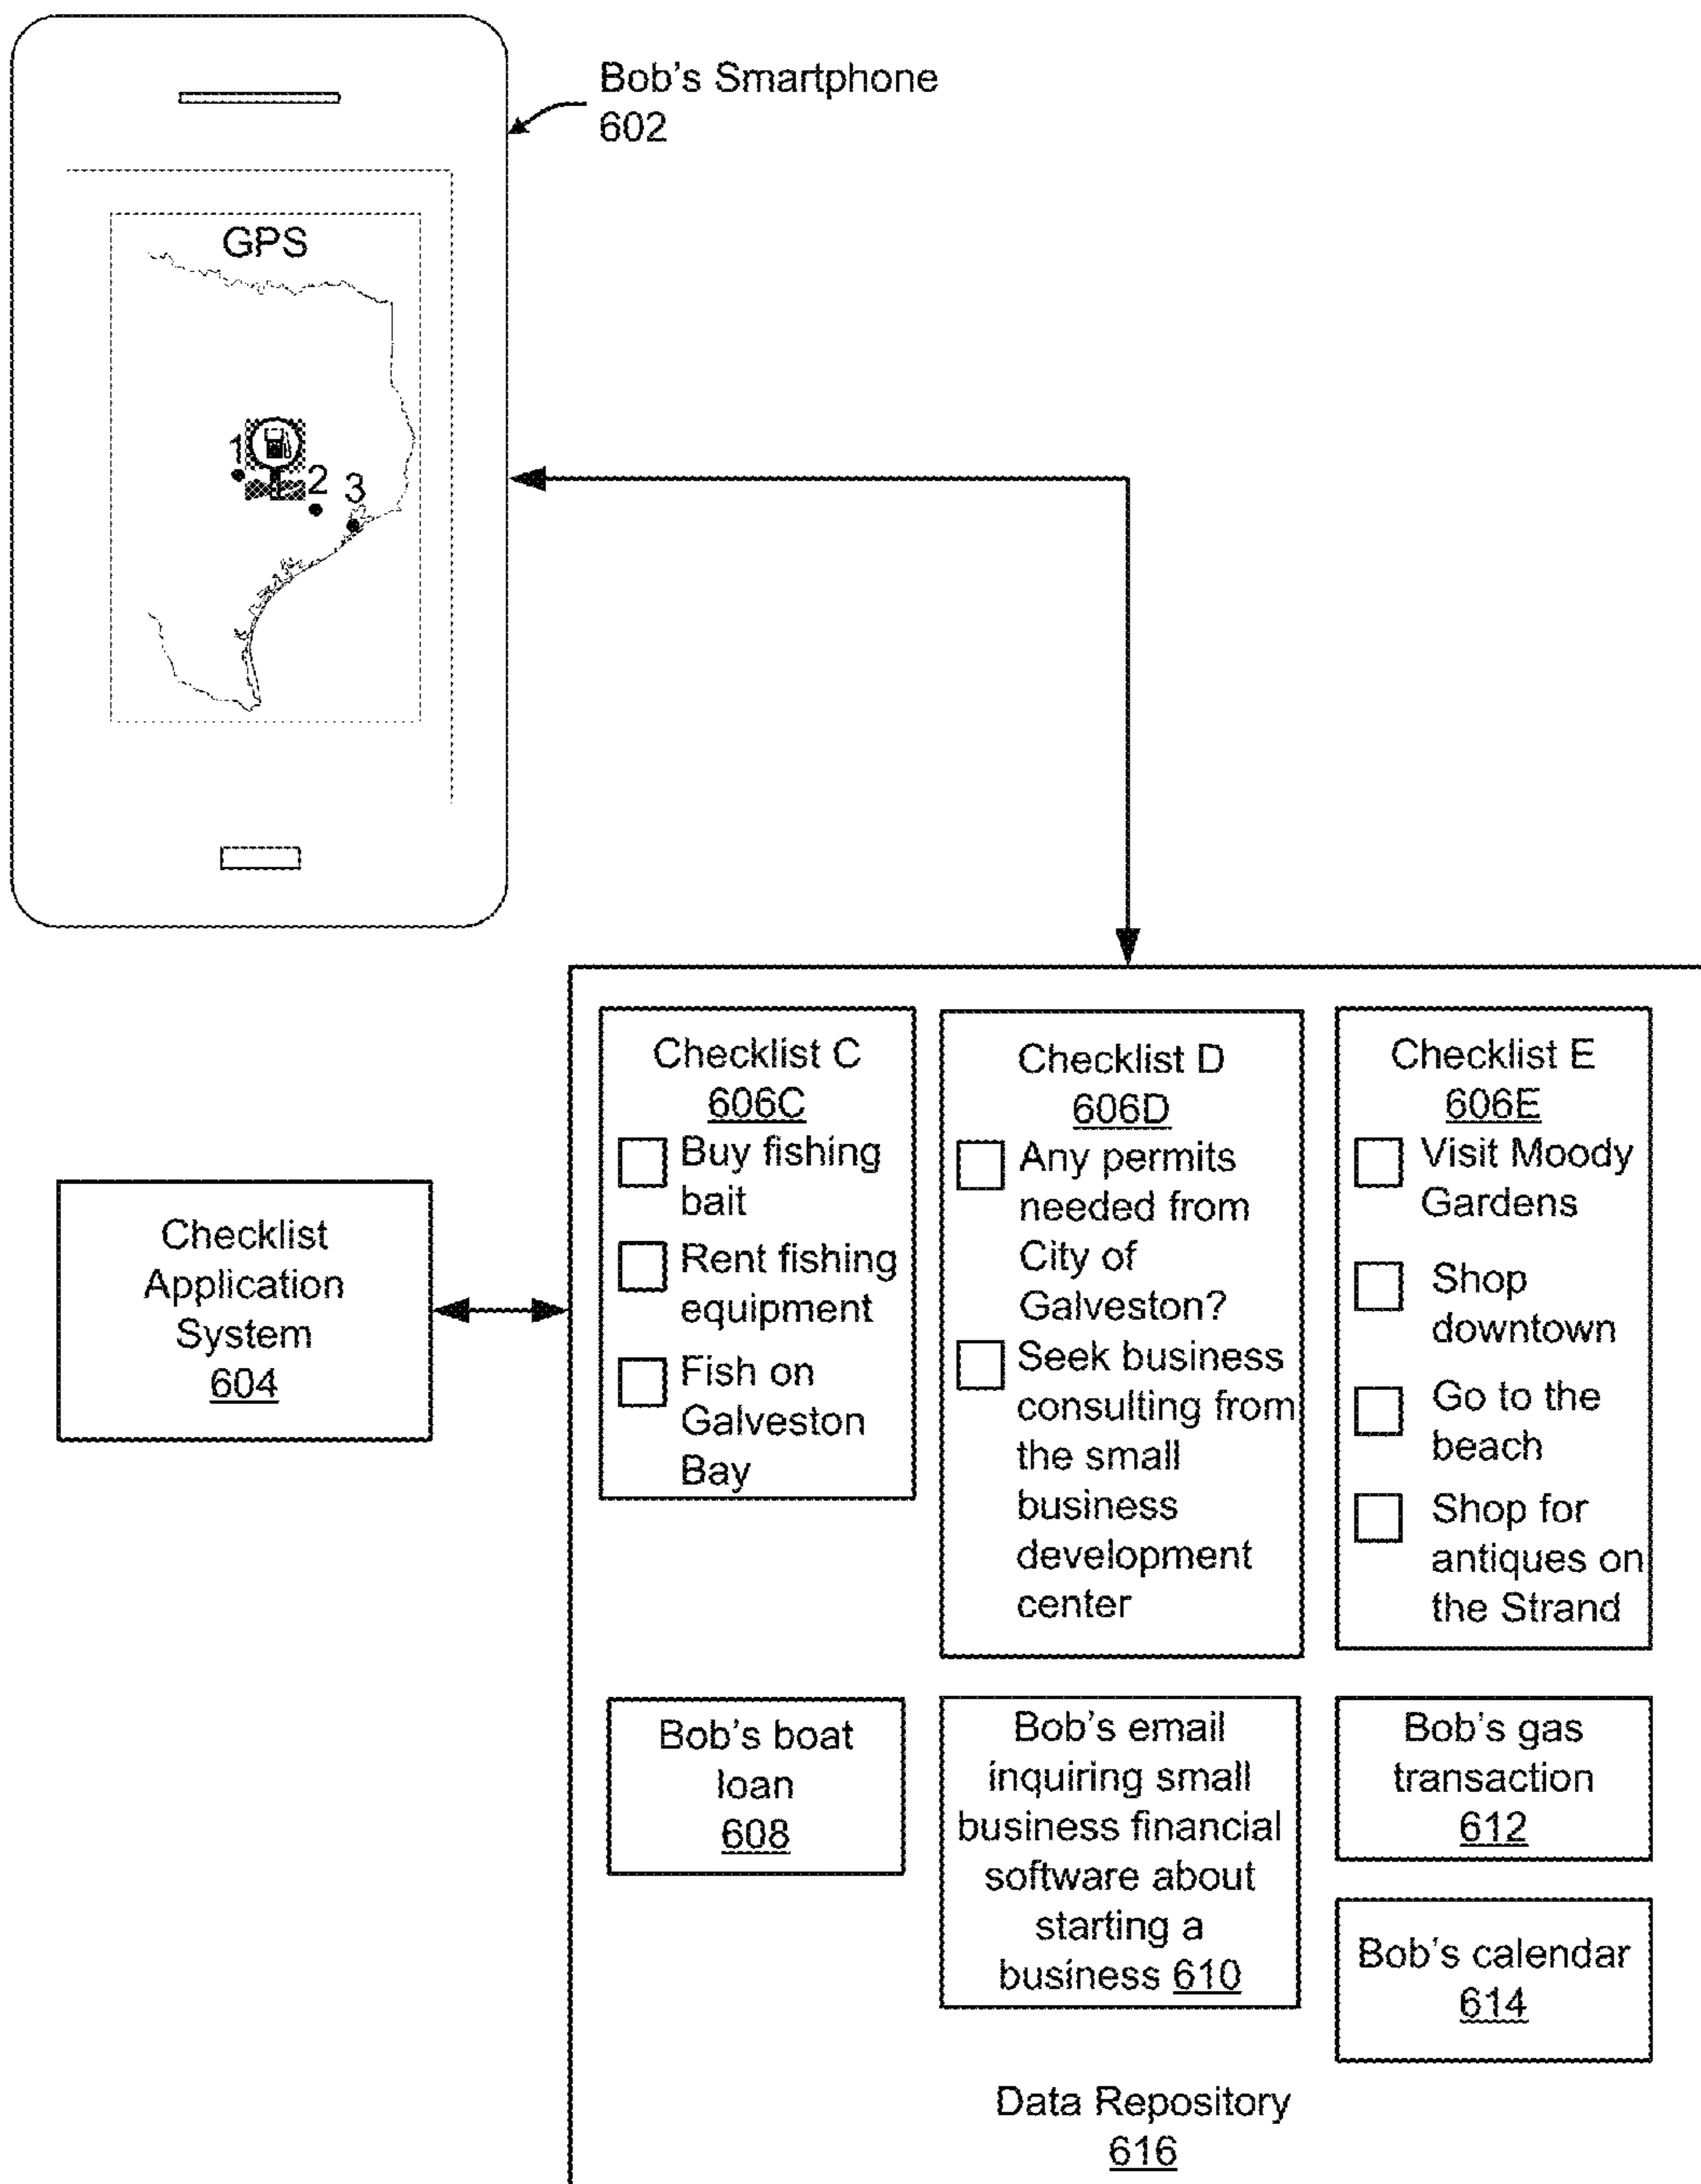 Bob's Smartphone
602
GPS
1
2
3
Checklist
Application
System
604
Checklist C
606C
Buy fishing
bait
Rent fishing
equipment
Fish on
Galveston
Bay
Checklist D
606D
Any permits
needed from
City of
Galveston?
Seek business
consulting from
the small
business
development
center
Checklist E
606E
Visit Moody
Gardens
Shop
downtown
Go to the
beach
Shop for
antiques on
the Strand
Bob's boat
loan
608
Bob's email
inquiring small
business financial
software about
starting a
business 610
Bob's gas
transaction
612
Bob's calendar
614
Data Repository
616